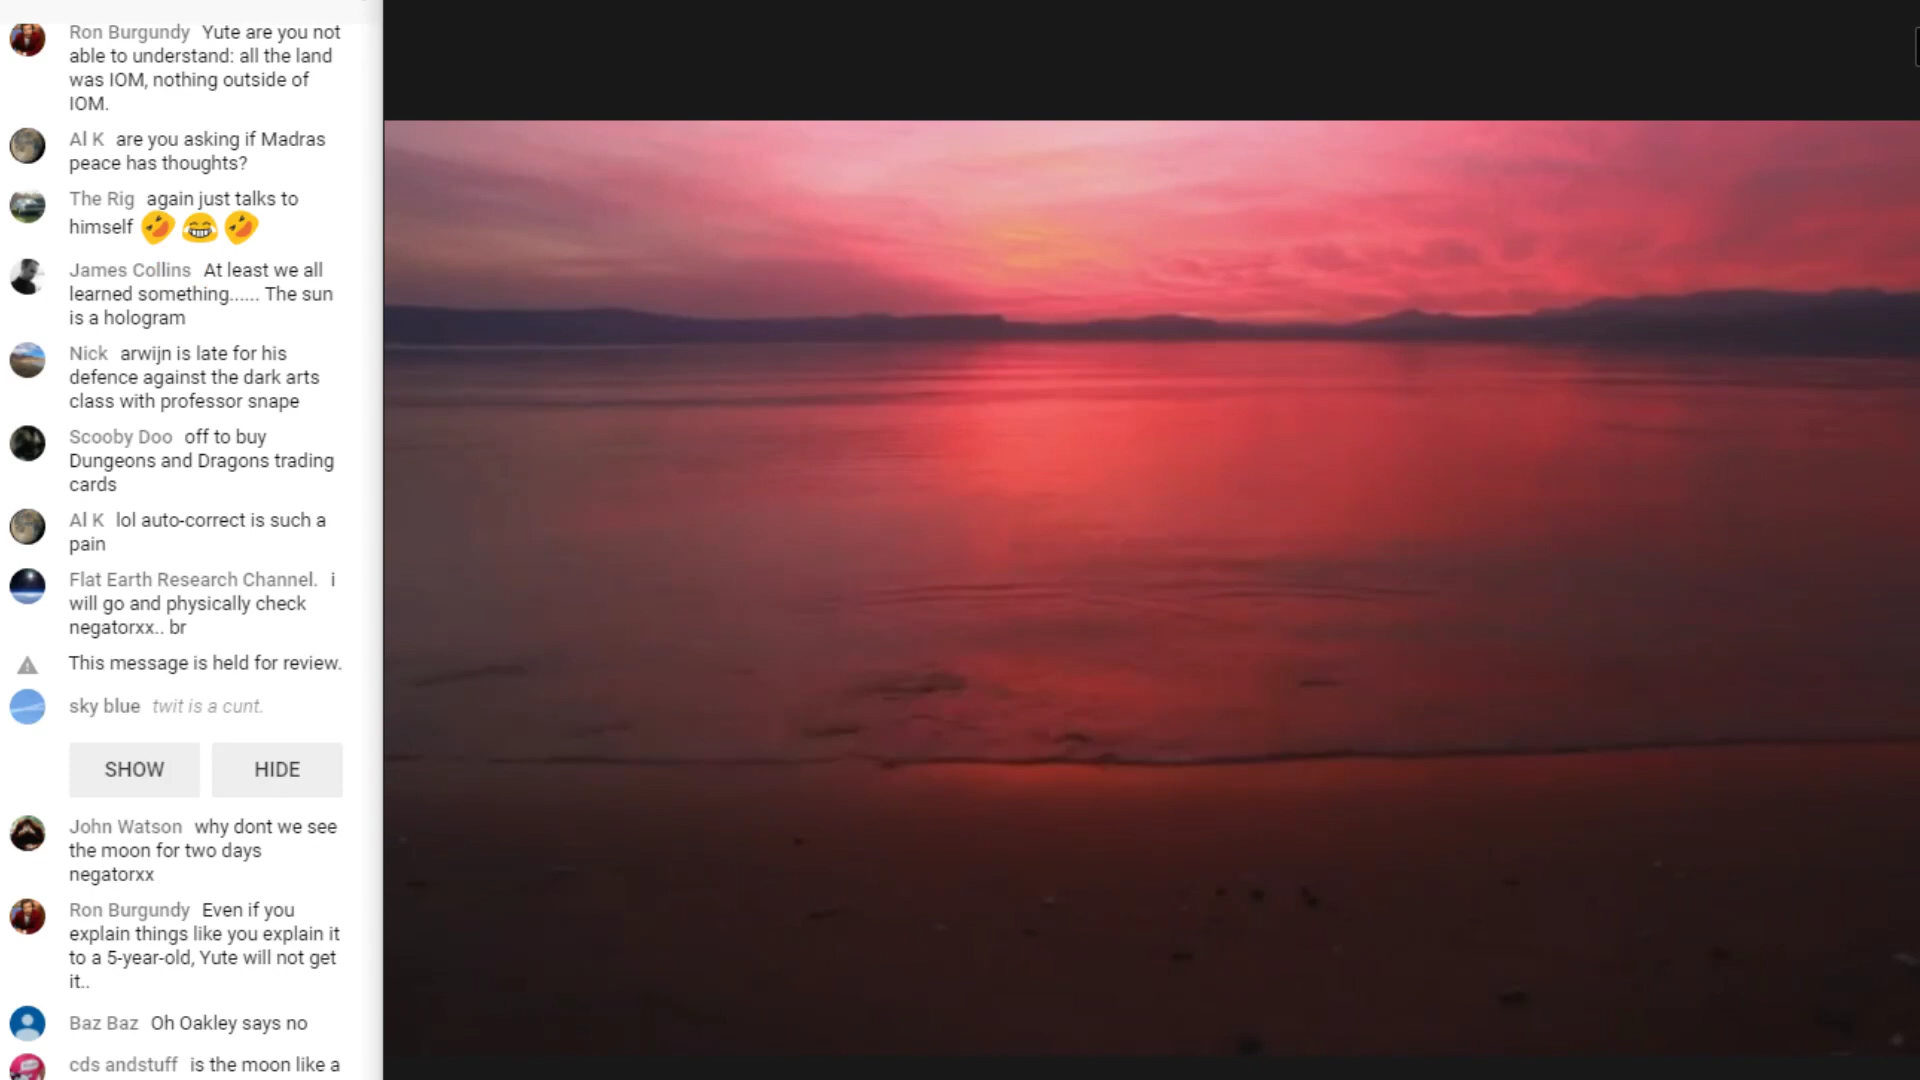 Ron Burgundy Yute are you not
able to understand: all the land
was IOM, nothing outside of
IOM.
Al K are you asking if Madras
peace has thoughts?
The Rig again just talks to
himself 🤣 😂 🤣
James Collins At least we all
learned something...... The sun
is a hologram
Nick arwijn is late for his
defence against the dark arts
class with professor snape
Scooby Doo off to buy
Dungeons and Dragons trading
cards
Al K lol auto-correct is such a
pain
Flat Earth Research Channel. i
will go and physically check
negatorxx.. br
This message is held for review.
sky blue twit is a cunt.
SHOW HIDE
John Watson why dont we see
the moon for two days
negatorxx
Ron Burgundy Even if you
explain things like you explain it
to a 5-year-old, Yute will not get
it..
Baz Baz Oh Oakley says no
cds andstuff is the moon like a